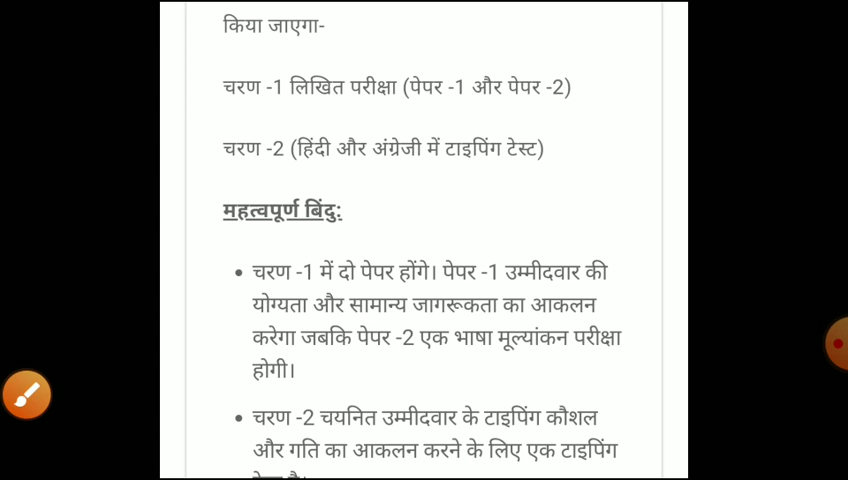 किया जाएगा-
चरण -1 लिखित परीक्षा (पेपर -1 और पेपर -2)
चरण -2 (हिंदी और अंग्रेजी में टाइपिंग टेस्ट)
महत्वपूर्ण बिंदु:
• चरण -1 में दो पेपर होंगे। पेपर -1 उम्मीदवार की
योग्यता और सामान्य जागरूकता का आकलन
करेगा जबकि पेपर -2 एक भाषा मूल्यांकन परीक्षा
होगी।
• चरण -2 चयनित उम्मीदवार के टाइपिंग कौशल
और गति का आकलन करने के लिए एक टाइपिंग